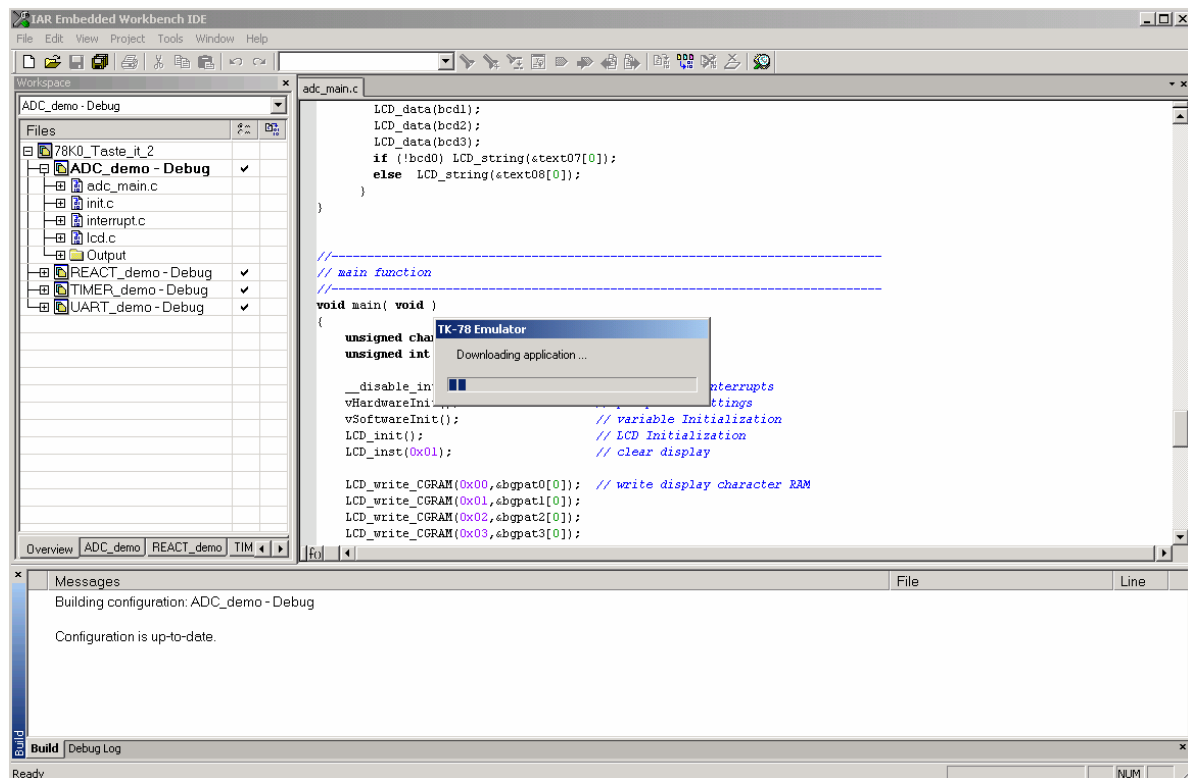 IAR Embedded Workbench IDE
File Edit View Project Tools Window Help
Workspace
ADC_demo - Debug
Files
78K0_Taste_it_2
ADC_demo - Debug
adc_main.c
init.c
interrupt.c
lcd.c
Output
REACT_demo - Debug
TIMER_demo - Debug
UART_demo - Debug
Overview ADC_demo REACT_demo TIM
adc_main.c
LCD_data(bcd1);
LCD_data(bcd2);
LCD_data(bcd3);
if (!bcd0) LCD_string(&text07[0]);
else LCD_string(&text08[0]);
}
}
//----------------------------------------------------------------------------
// main function
//----------------------------------------------------------------------------
void main( void )
{
unsigned cha
unsigned int
__disable_in nterrupts
vHardwareInit ttings
vSoftwareInit(); // variable Initialization
LCD_init(); // LCD Initialization
LCD_inst(0x01); // clear display
LCD_write_CGRAM(0x00,&bgpat0[0]); // write display character RAM
LCD_write_CGRAM(0x01,&bgpat1[0]);
LCD_write_CGRAM(0x02,&bgpat2[0]);
LCD_write_CGRAM(0x03,&bgpat3[0]);
f()
TK-78 Emulator
Downloading application ...
Messages File Line
Building configuration: ADC_demo - Debug
Configuration is up-to-date.
Build
Build Debug Log
Ready NUM